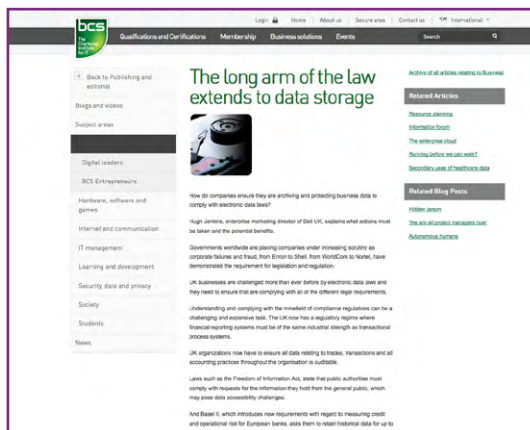 Login
Home
About us
Secure area
Contact us
International
bcs
The
Chartered
Institute
for IT
Qualifications and Certifications
Membership
Business solutions
Events
Search
Back to Publishing and
editorial
Blogs and videos
Subject areas
Digital leaders
BCS Entrepreneurs
Hardware, software and
games
Internet and communication
IT management
Learning and development
Security, data and privacy
Society
Students
News
The long arm of the law
extends to data storage
How do companies ensure they are archiving and protecting business data to
comply with electronic data laws?
Hugh Jenkins, enterprise marketing director of Dell UK, explains what actions must
be taken and the potential benefits.
Governments worldwide are placing companies under increasing scrutiny as
corporate failures and fraud, from Enron to Shell, from WorldCom to Nortel, have
demonstrated the requirement for legislation and regulation.
UK businesses are challenged more than ever before by electronic data laws and
they need to ensure that are complying with all of the different legal requirements.
Understanding and complying with the minefield of compliance regulations can be a
challenging and expensive task. The UK now has a regulatory regime where
financial reporting systems must be of the same industrial strength as transactional
process systems.
UK organizations now have to ensure all data relating to trades, transactions and all
accounting practices throughout the organisation is auditable.
Laws such as the Freedom of Information Act, state that public authorities must
comply with requests for the information they hold from the general public, which
may pose data accessibility challenges.
And Basel II, which introduces new requirements with regard to measuring credit
and operational risk for European banks, asks them to retain historical data for up to
Archive of all articles relating to Business
Related Articles
Resource planning
Information forum
The enterprise cloud
Running before we can walk?
Secondary uses of healthcare data
Related Blog Posts
Hidden jargon
'We are all project managers now'
Autonomous humans